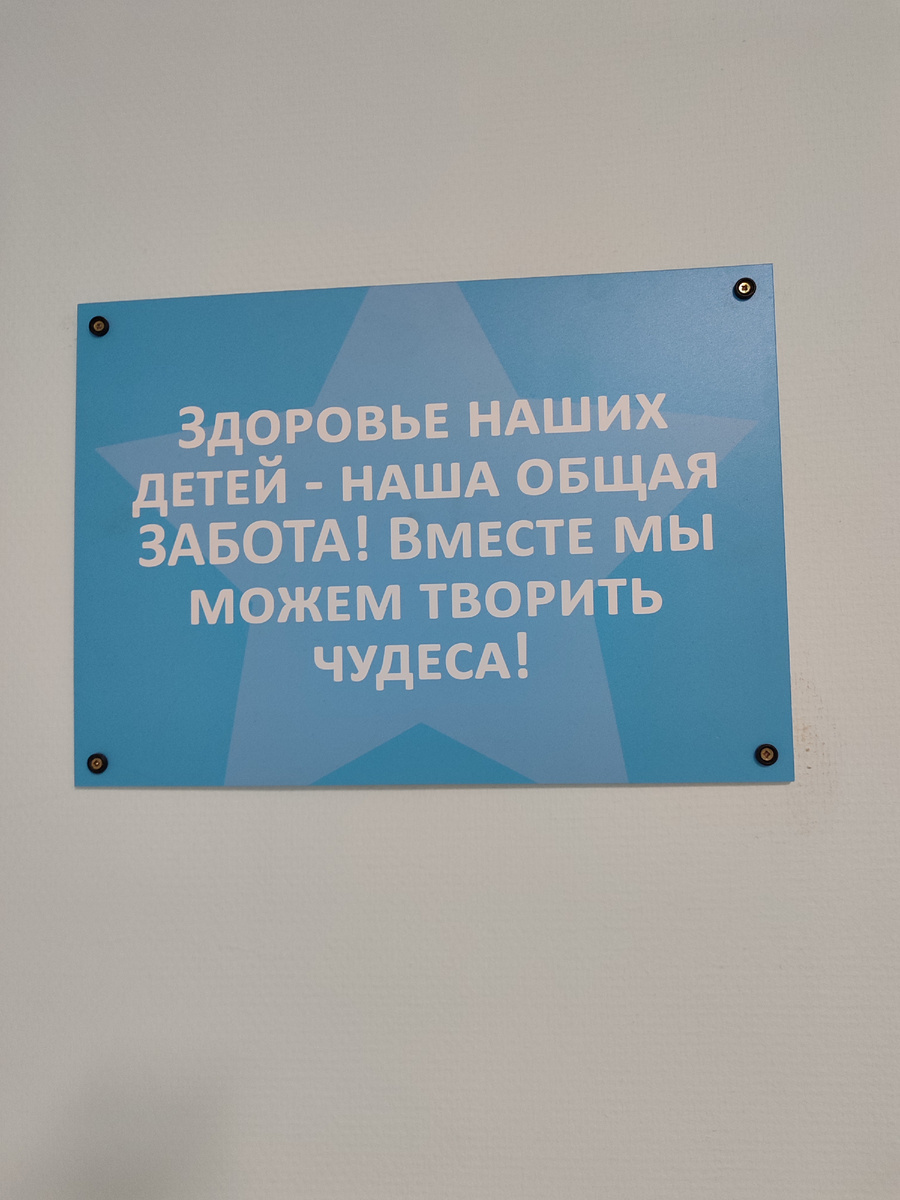 Здоровье наших
детей - наша общая
забота! Вместе мы
можем творить
чудеса!